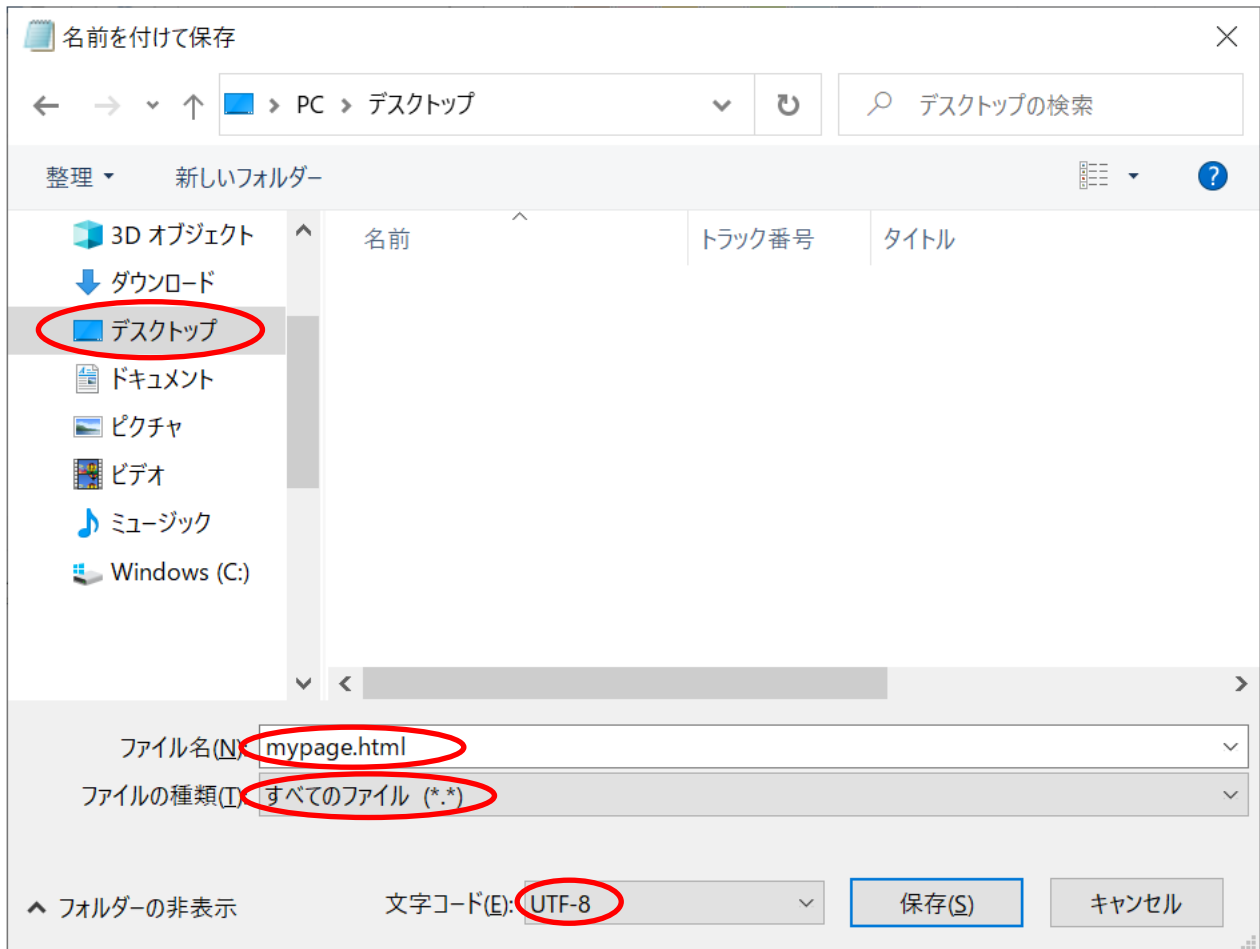 名前を付けて保存
PC デスクトップ デスクトップの検索
整理 新しいフォルダー ?
3D オブジェクト 名前 トラック番号 タイトル
ダウンロード
デスクトップ
ドキュメント
ピクチャ
ビデオ
ミュージック
Windows (C:)
ファイル名(N): mypage.html
ファイルの種類(T): すべてのファイル (*.*)
フォルダーの非表示 文字コード(E): UTF-8 保存(S) キャンセル